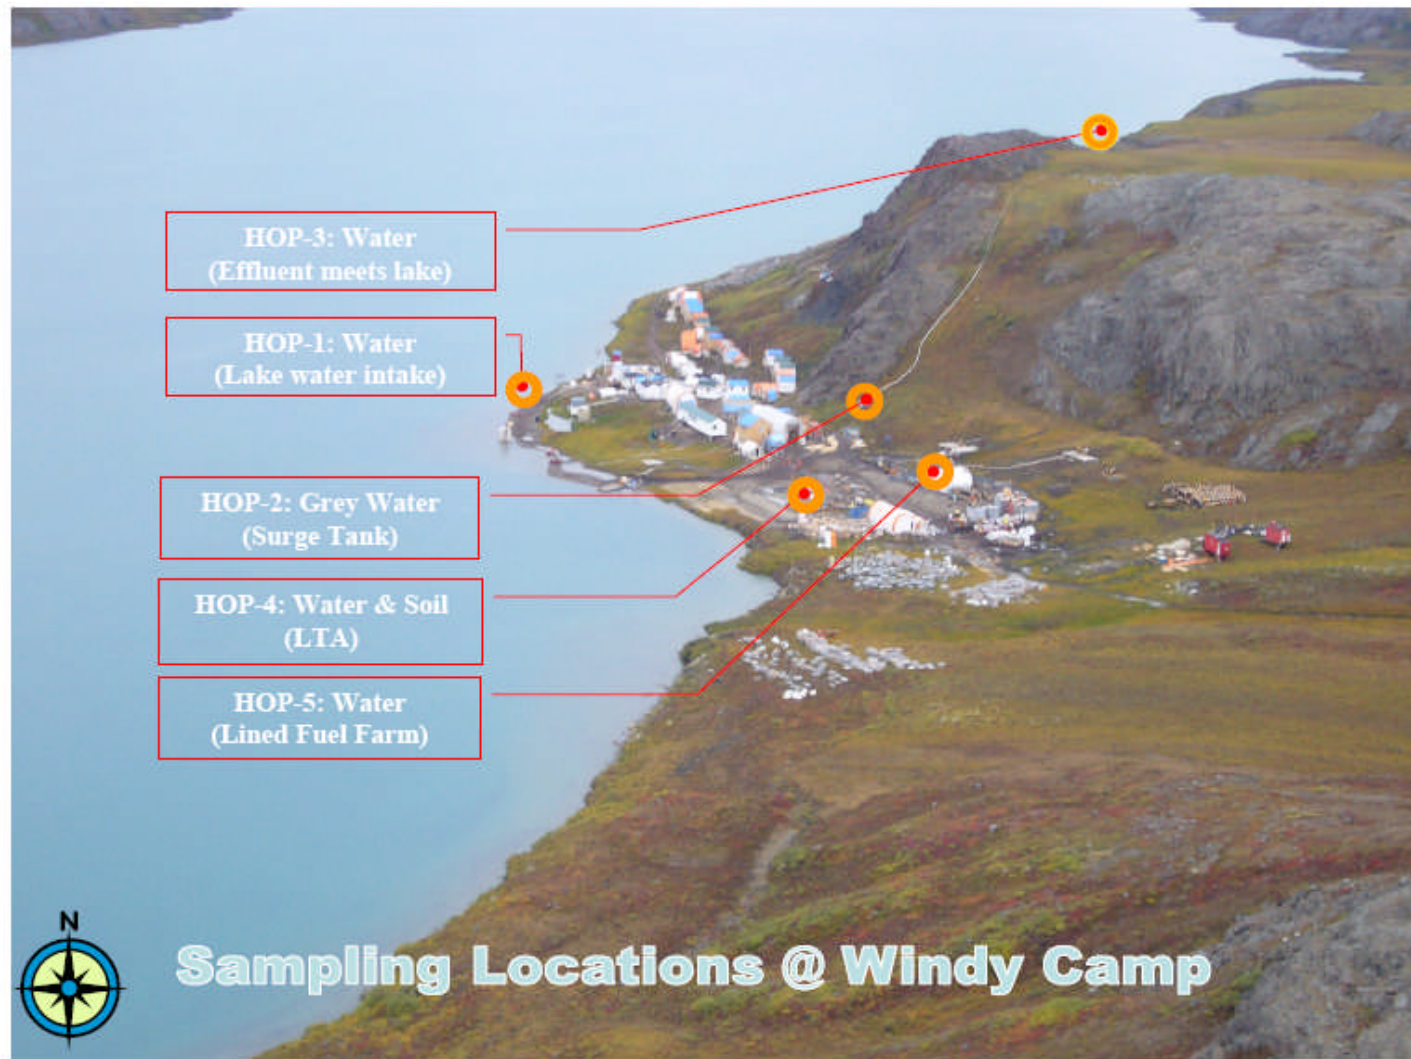 HOP-3: Water
(Effluent meets lake)
HOP-1: Water
(Lake water intake)
HOP-2: Grey Water
(Surge Tank)
HOP-4: Water & Soil
(LTA)
HOP-5: Water
(Lined Fuel Farm)
N
Sampling Locations @ Windy Camp